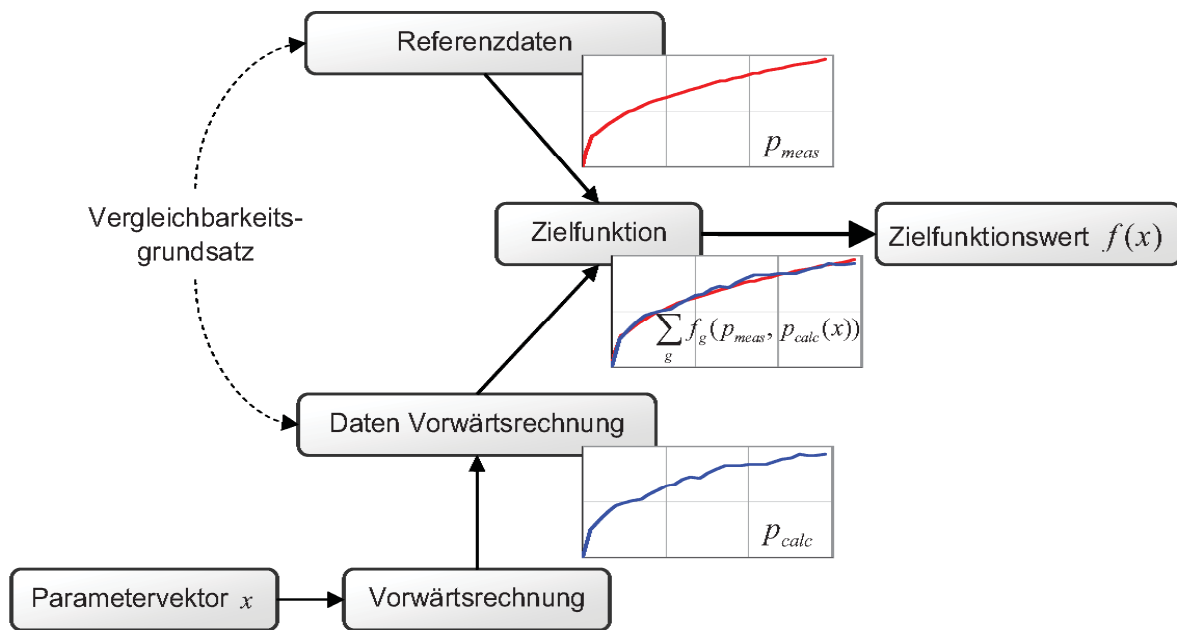 Referenzdaten
p_meas
Vergleichbarkeits-
grundsatz
Zielfunktion
Zielfunktionswert f(x)
∑_g f_g(p_meas, p_calc(x))
Daten Vorwärtsrechnung
p_calc
Parametervektor x
Vorwärtsrechnung